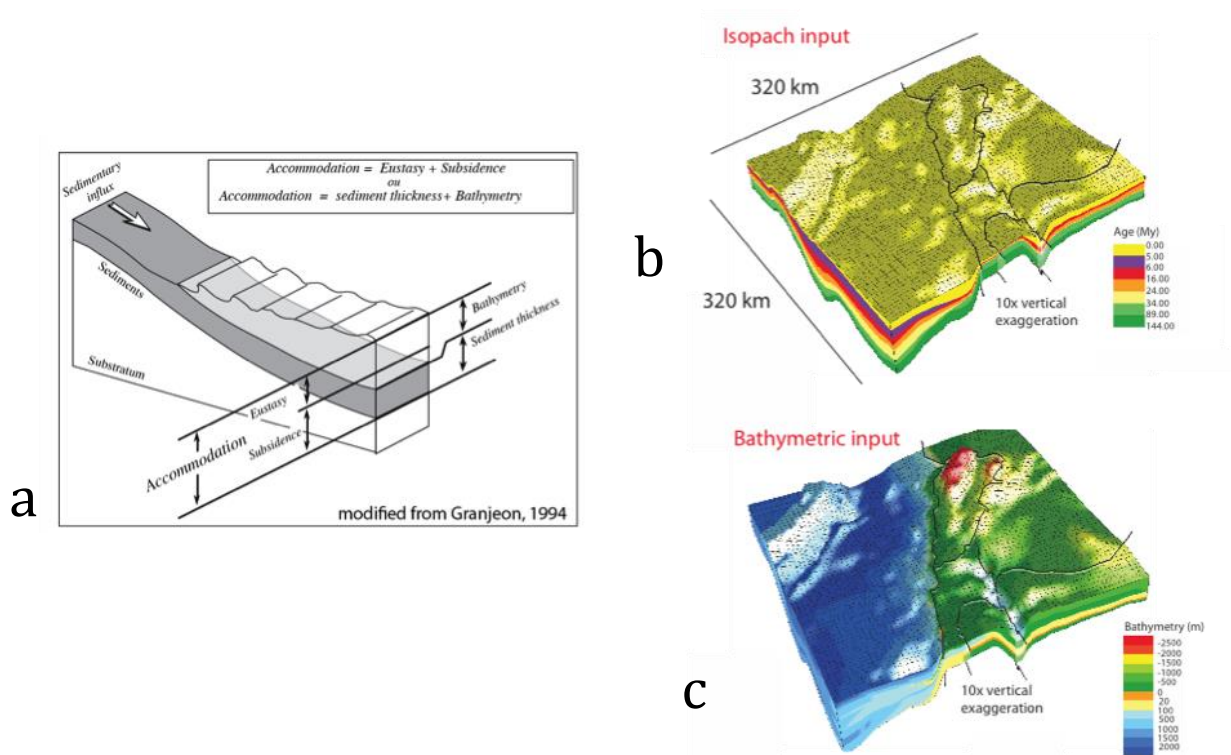 a
Accommodation = Eustasy + Subsidence
ou
Accommodation = sediment thickness + Bathymetry
Sedimentary
influx
Sediments
Substratum
Bathymetry
Sediment thickness
Eustasy
Subsidence
Accommodation
modified from Granjeon, 1994
b
Isopach input
320 km
320 km
10x vertical
exaggeration
Age (My)
0.00
5.00
6.00
16.00
24.00
34.00
89.00
144.00
c
Bathymetric input
10x vertical
exaggeration
Bathymetry (m)
-2500
-2000
-1500
-1000
-500
0
20
100
500
1000
1500
2000